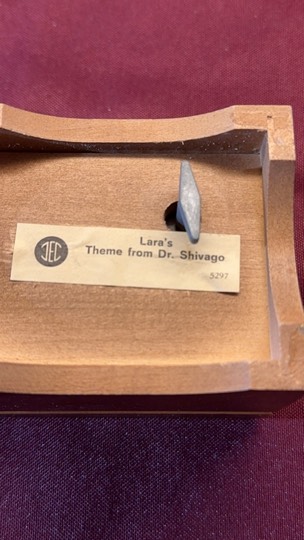 JEC
Lara's
Theme from Dr. Shivago
5297